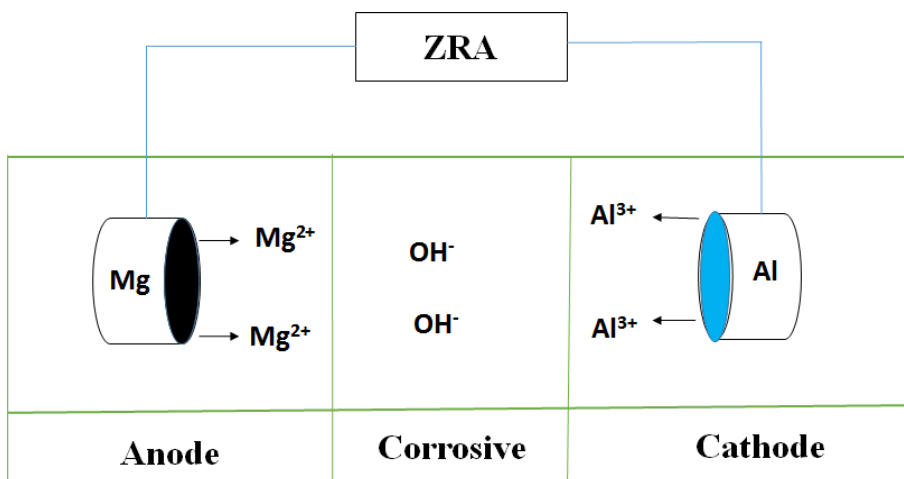 ZRA
Mg
Mg²⁺
Mg²⁺
OH⁻
OH⁻
Al³⁺
Al³⁺
Al
Anode
Corrosive
Cathode